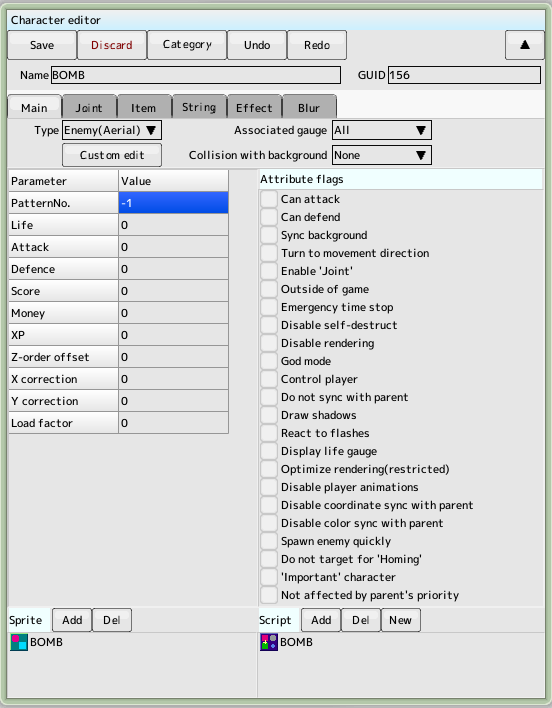 Character editor
Save Discard Category Undo Redo ▲
Name BOMB GUID 156
Main Joint Item String Effect Blur
Type Enemy(Aerial) ▼ Associated gauge All ▼
Custom edit Collision with background None ▼
Parameter Value
PatternNo. -1
Life 0
Attack 0
Defence 0
Score 0
Money 0
XP 0
Z-order offset 0
X correction 0
Y correction 0
Load factor 0
Attribute flags
Can attack
Can defend
Sync background
Turn to movement direction
Enable 'Joint'
Outside of game
Emergency time stop
Disable self-destruct
Disable rendering
God mode
Control player
Do not sync with parent
Draw shadows
React to flashes
Display life gauge
Optimize rendering(restricted)
Disable player animations
Disable coordinate sync with parent
Disable color sync with parent
Spawn enemy quickly
Do not target for 'Homing'
'Important' character
Not affected by parent's priority
Sprite Add Del
BOMB
Script Add Del New
BOMB